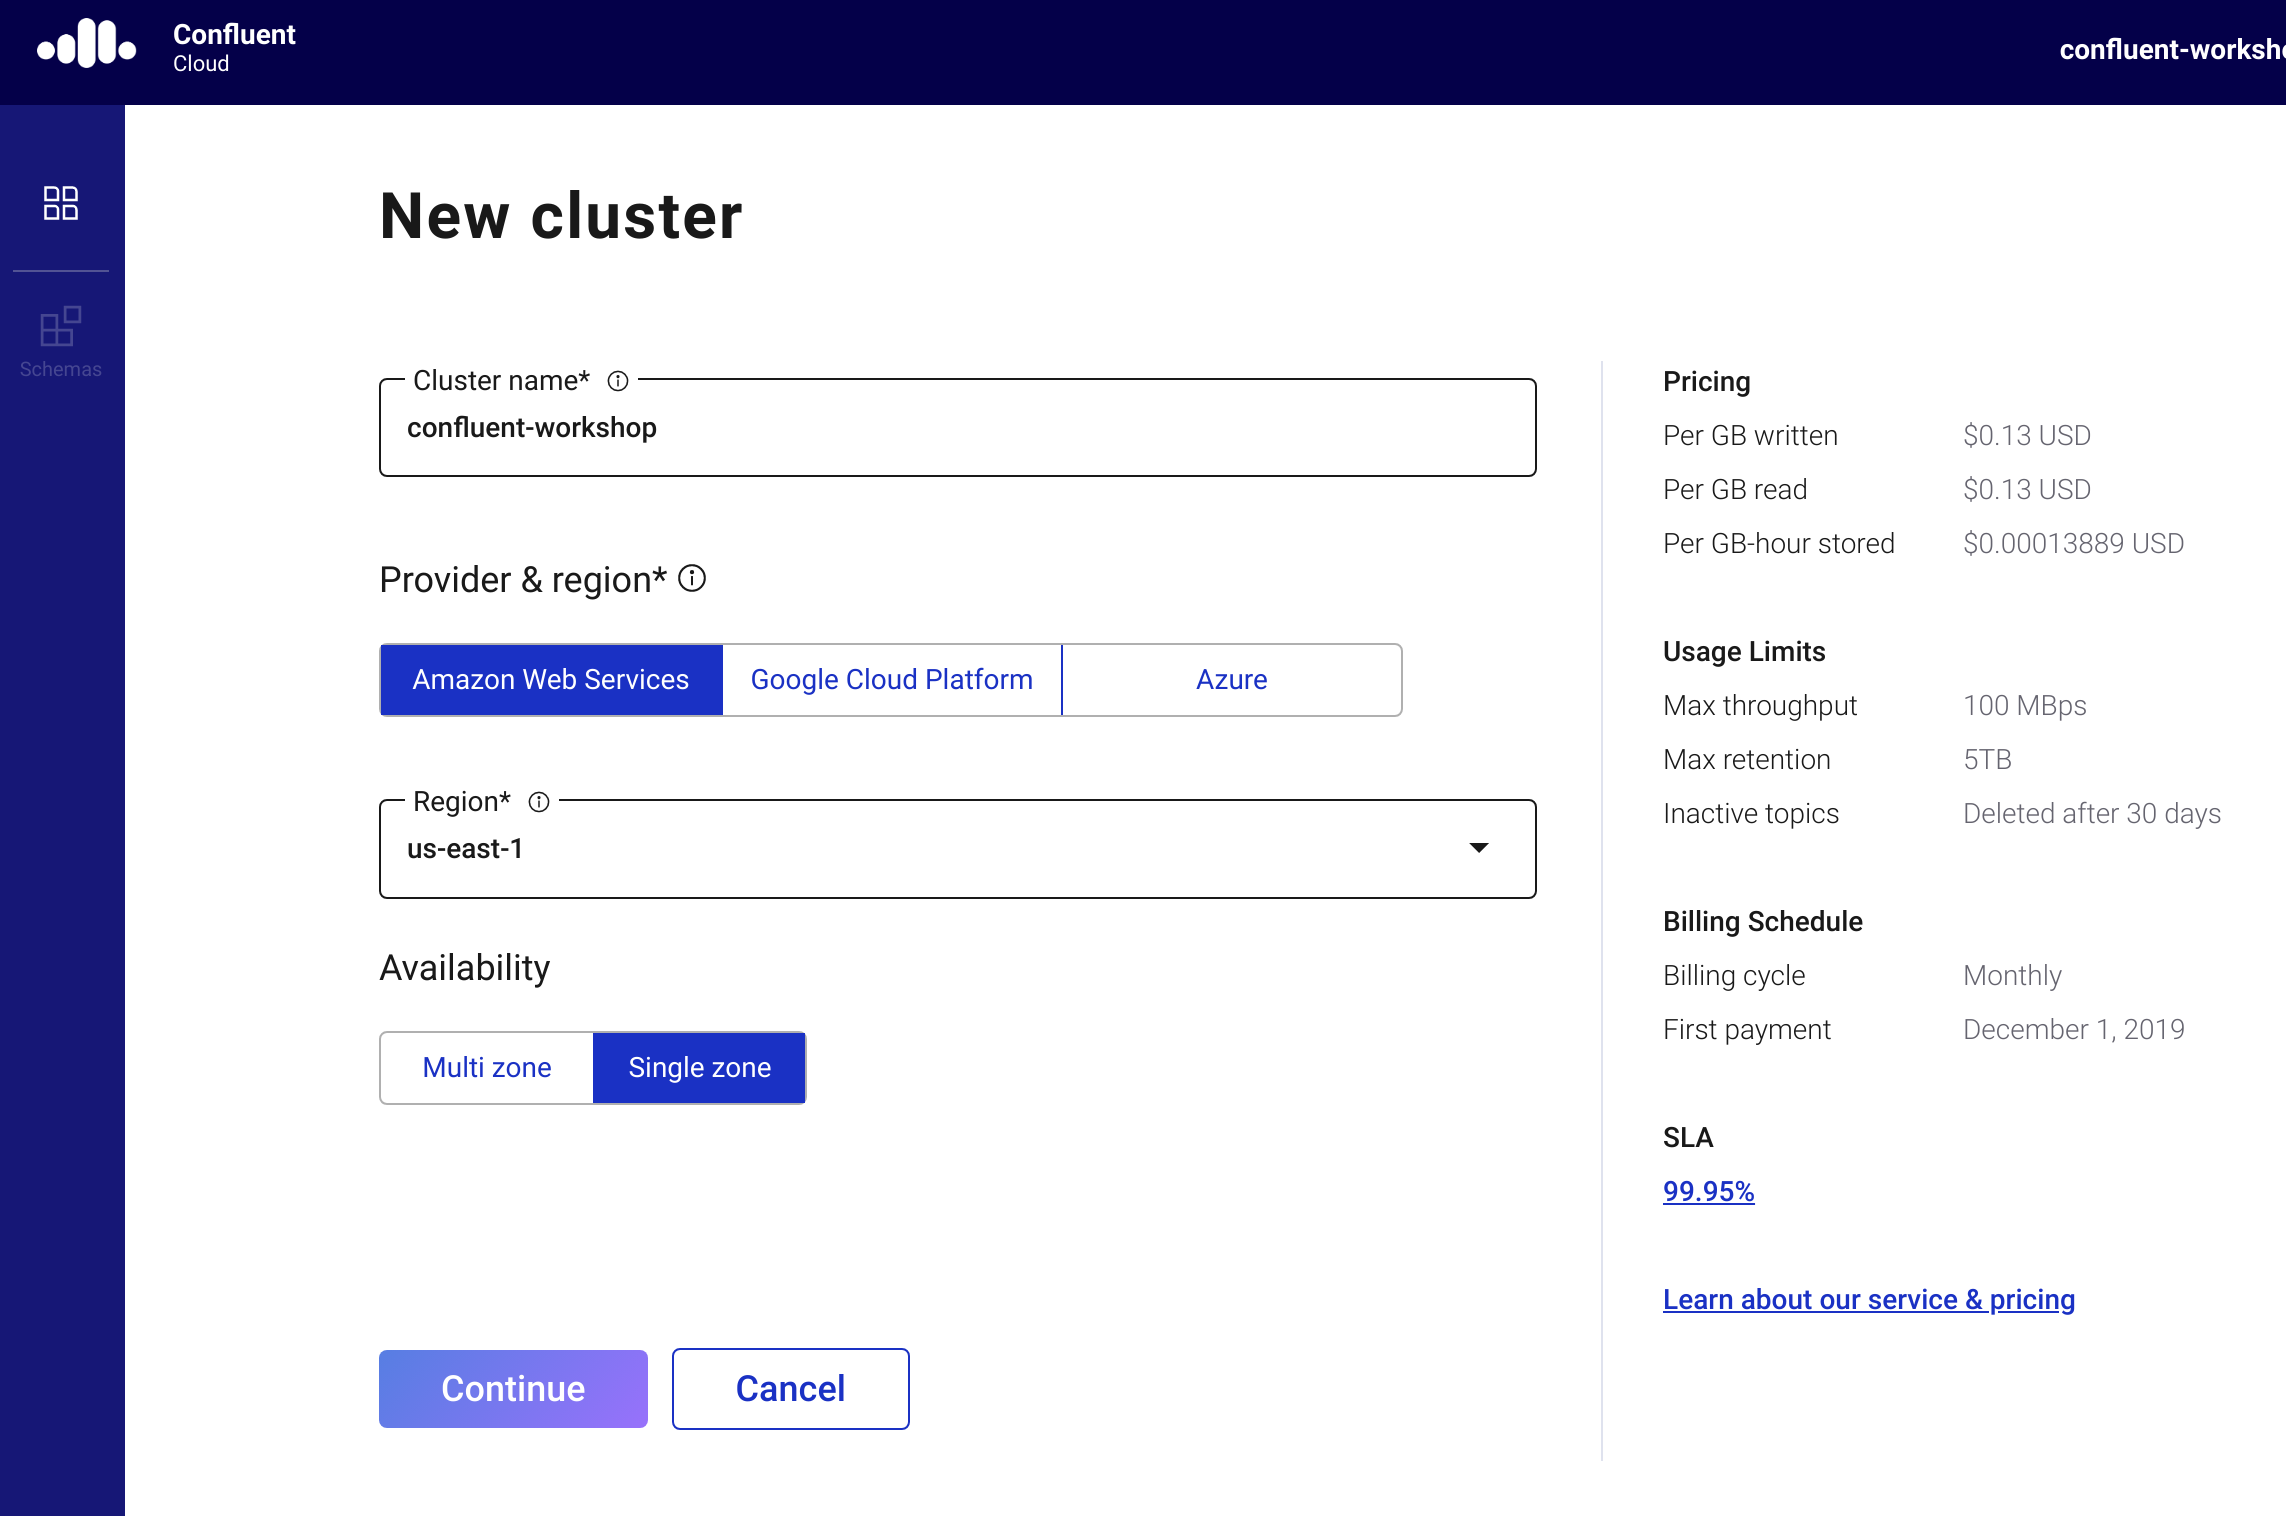 Confluent
Cloud
confluent-worksho
Schemas
New cluster
Cluster name*
confluent-workshop
Provider & region*
Amazon Web Services
Google Cloud Platform
Azure
Region*
us-east-1
Availability
Multi zone
Single zone
Continue
Cancel
Pricing
Per GB written $0.13 USD
Per GB read $0.13 USD
Per GB-hour stored $0.00013889 USD
Usage Limits
Max throughput 100 MBps
Max retention 5TB
Inactive topics Deleted after 30 days
Billing Schedule
Billing cycle Monthly
First payment December 1, 2019
SLA
99.95%
Learn about our service & pricing